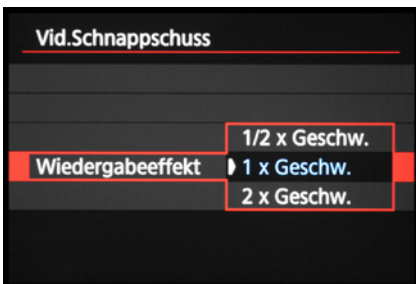 Vid.Schnappschuss
1/2 x Geschw.
Wiedergabeeffekt 1 x Geschw.
2 x Geschw.